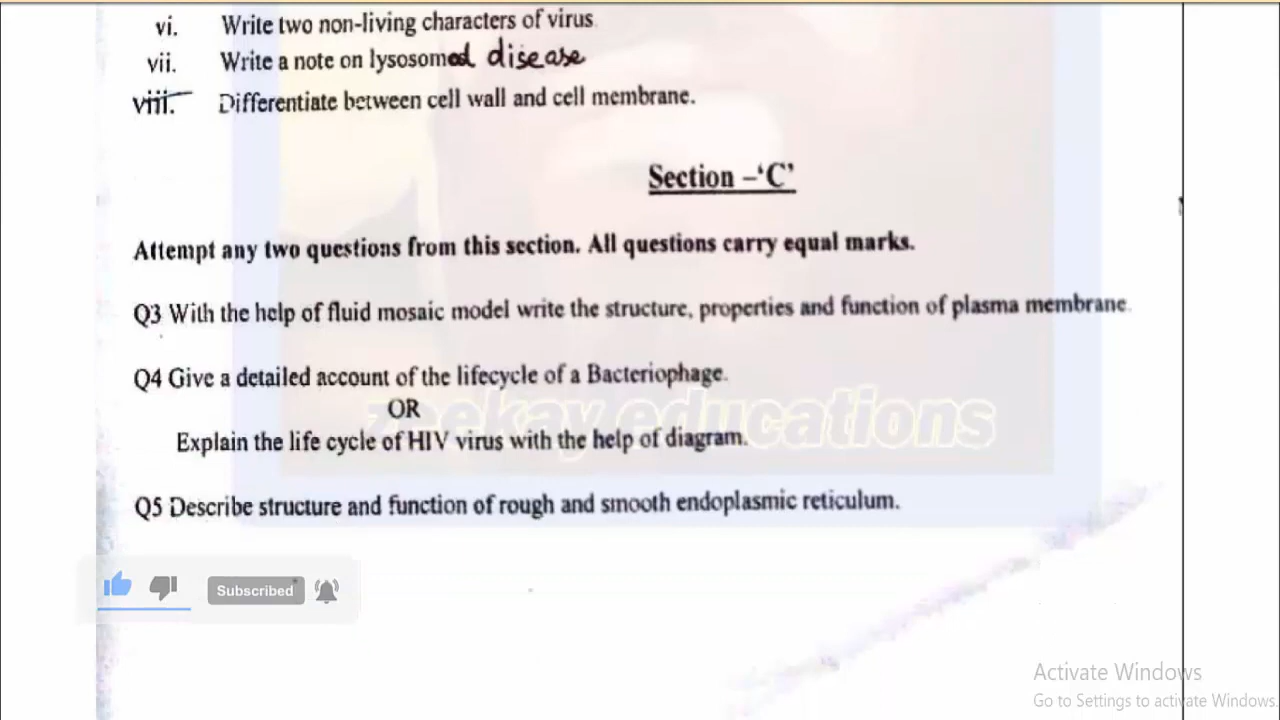 vi. Write two non-living characters of virus.
vii. Write a note on lysosomal disease
viii. Differentiate between cell wall and cell membrane.
Section –‘C’
Attempt any two questions from this section. All questions carry equal marks.
Q3 With the help of fluid mosaic model write the structure, properties and function of plasma membrane.
Q4 Give a detailed account of the lifecycle of a Bacteriophage.
OR
zeekay educations
Explain the life cycle of HIV virus with the help of diagram.
Q5 Describe structure and function of rough and smooth endoplasmic reticulum.
Subscribed
Activate Windows
Go to Settings to activate Windows.